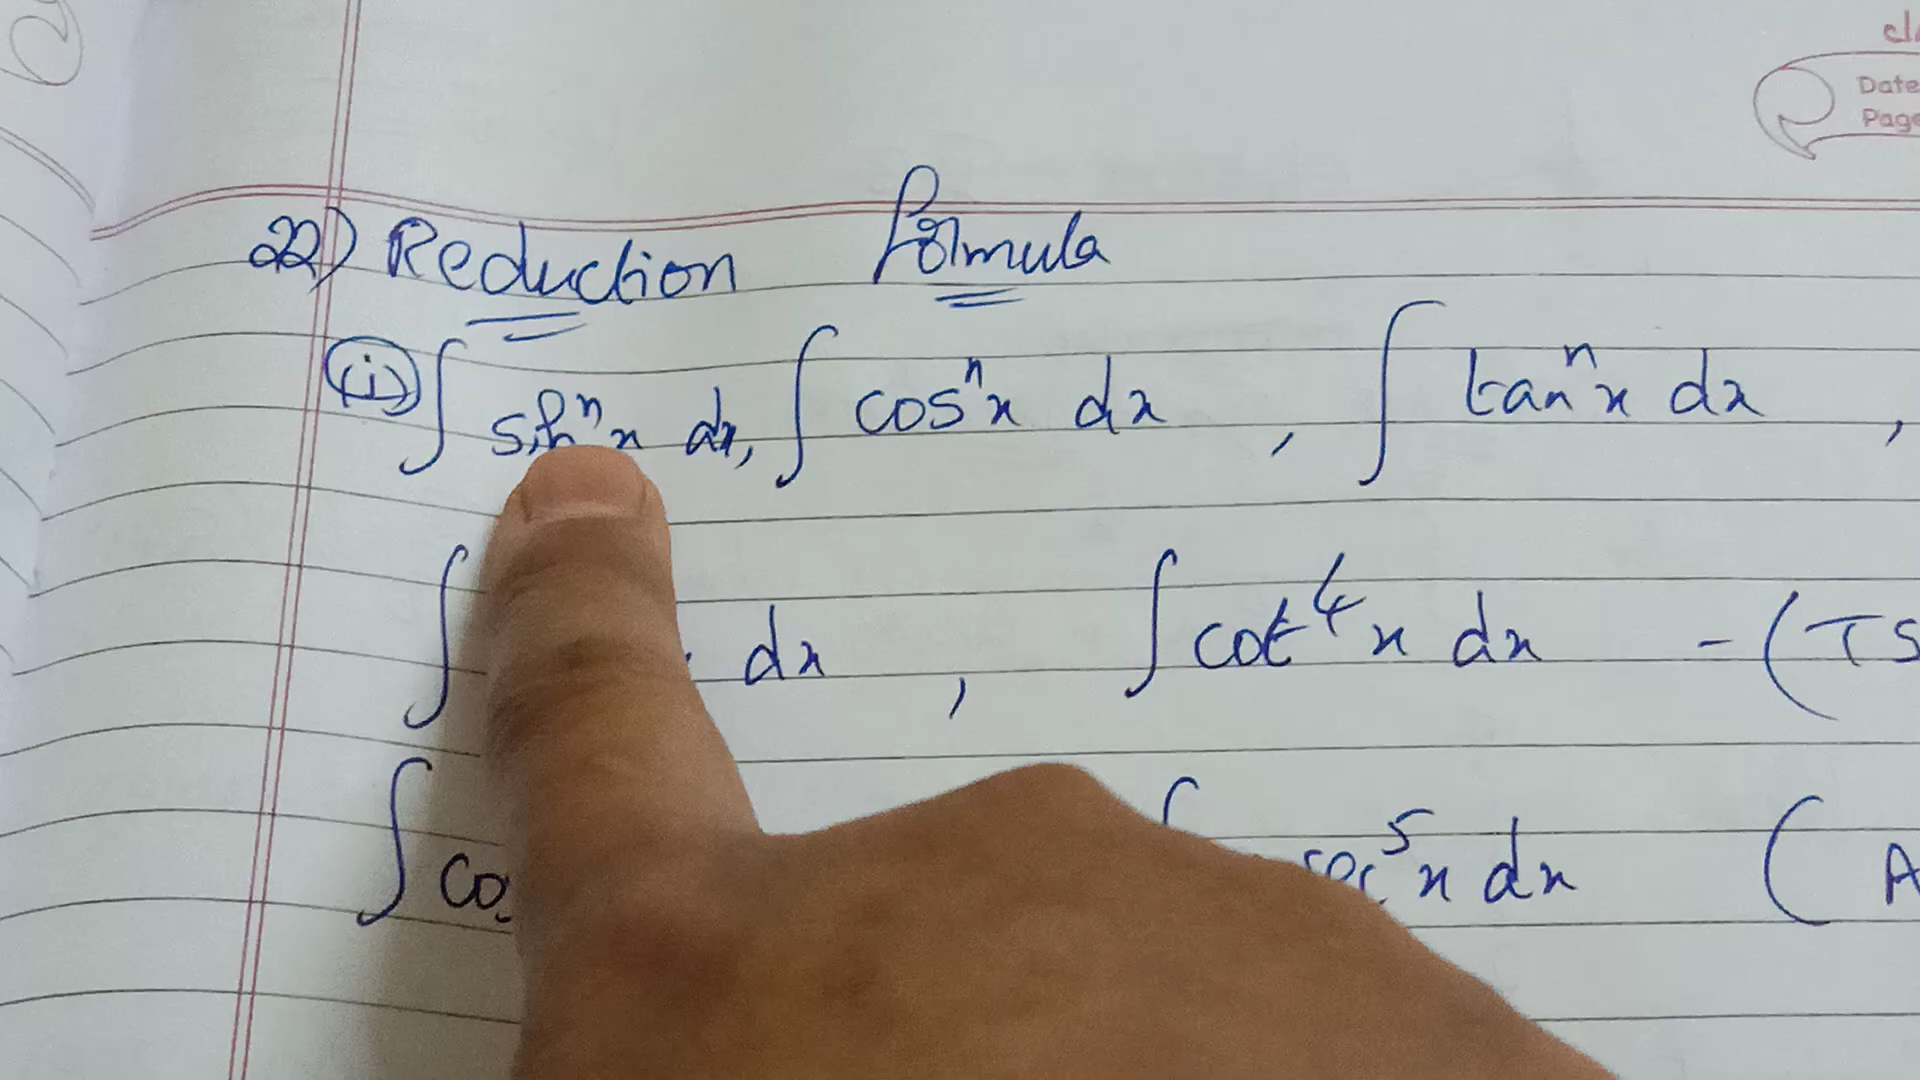 Date
Page
22) Reduction formula
(i) ∫ sinⁿx dx, ∫ cosⁿx dx , ∫ tanⁿx dx ,
∫ dx , ∫ cot⁴x dx - (TS
∫ co ∫ sec⁵x dx ( A